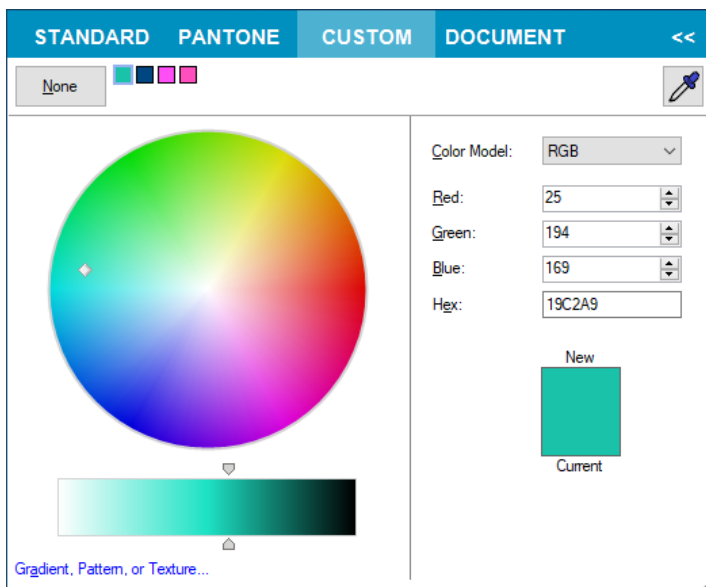 STANDARD PANTONE CUSTOM DOCUMENT <<
None
Color Model: RGB
Red: 25
Green: 194
Blue: 169
Hex: 19C2A9
New
Current
Gradient, Pattern, or Texture...